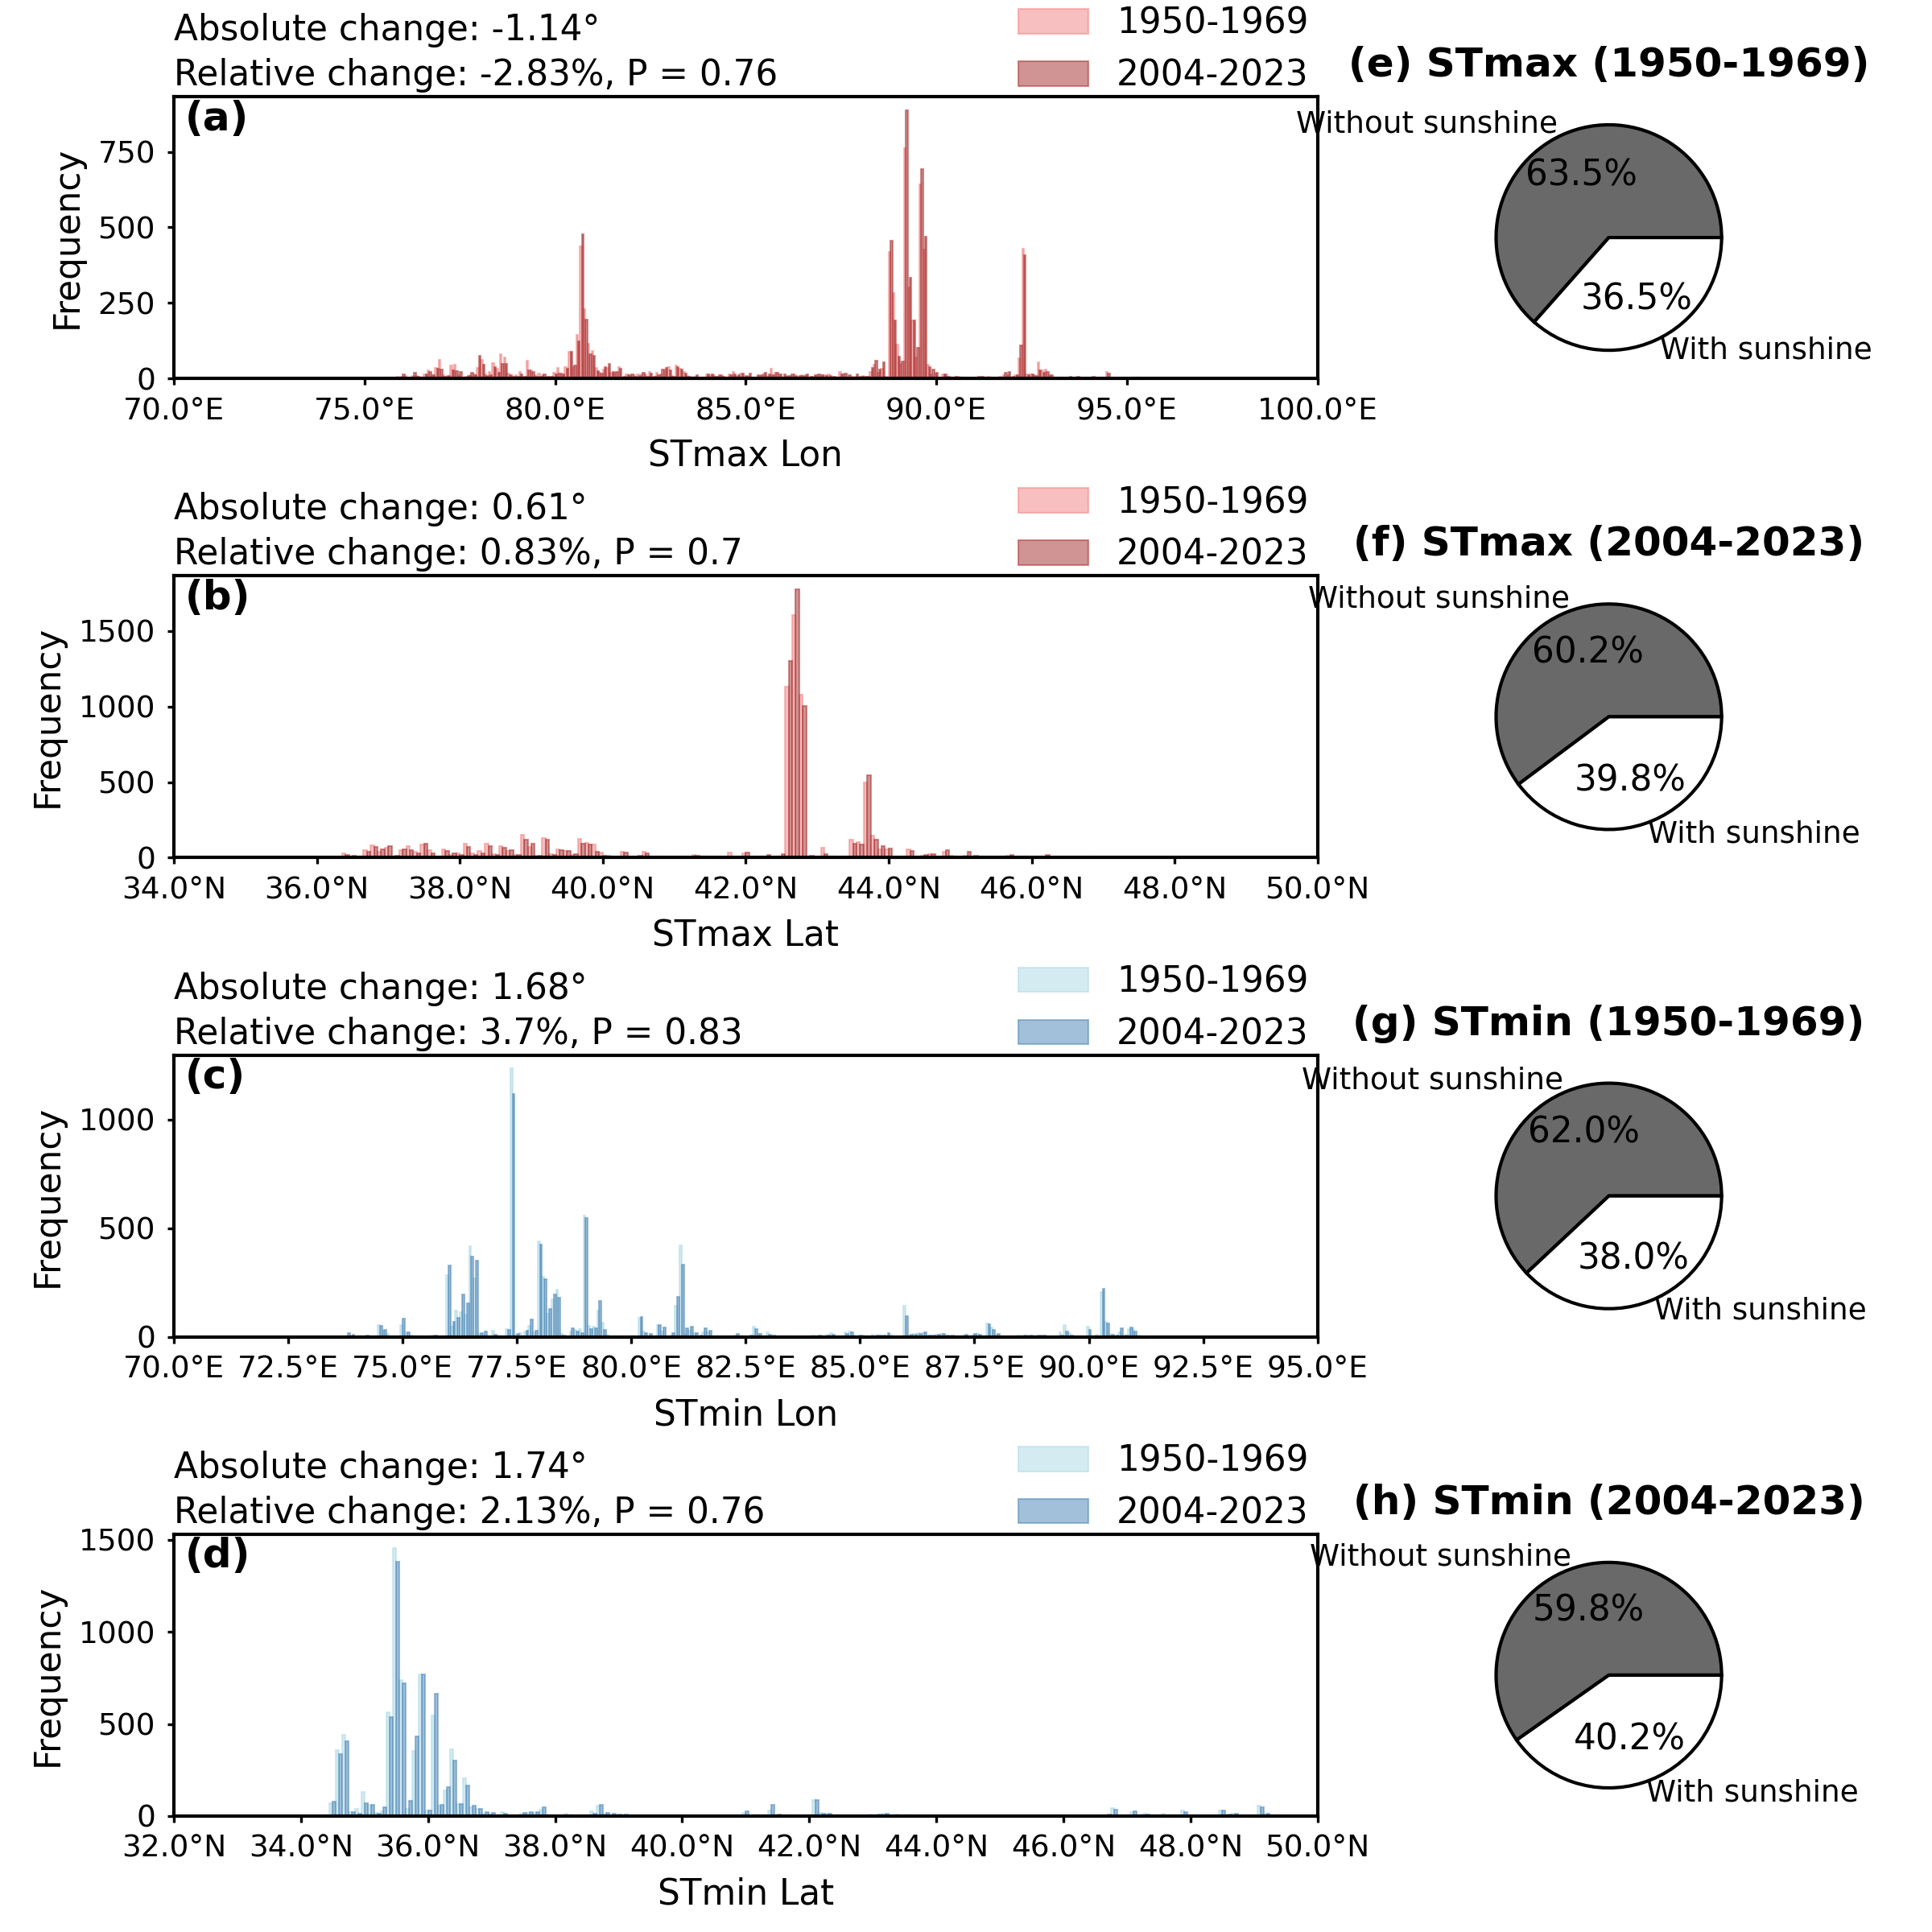 Absolute change: -1.14°
Relative change: -2.83%, P = 0.76
1950-1969
2004-2023
(a)
Frequency
750
500
250
0
70.0°E 75.0°E 80.0°E 85.0°E 90.0°E 95.0°E 100.0°E
STmax Lon
(e) STmax (1950-1969)
Without sunshine
63.5%
36.5%
With sunshine
Absolute change: 0.61°
Relative change: 0.83%, P = 0.7
1950-1969
2004-2023
(b)
Frequency
1500
1000
500
0
34.0°N 36.0°N 38.0°N 40.0°N 42.0°N 44.0°N 46.0°N 48.0°N 50.0°N
STmax Lat
(f) STmax (2004-2023)
Without sunshine
60.2%
39.8%
With sunshine
Absolute change: 1.68°
Relative change: 3.7%, P = 0.83
1950-1969
2004-2023
(c)
Frequency
1000
500
0
70.0°E 72.5°E 75.0°E 77.5°E 80.0°E 82.5°E 85.0°E 87.5°E 90.0°E 92.5°E 95.0°E
STmin Lon
(g) STmin (1950-1969)
Without sunshine
62.0%
38.0%
With sunshine
Absolute change: 1.74°
Relative change: 2.13%, P = 0.76
1950-1969
2004-2023
(d)
Frequency
1500
1000
500
0
32.0°N 34.0°N 36.0°N 38.0°N 40.0°N 42.0°N 44.0°N 46.0°N 48.0°N 50.0°N
STmin Lat
(h) STmin (2004-2023)
Without sunshine
59.8%
40.2%
With sunshine